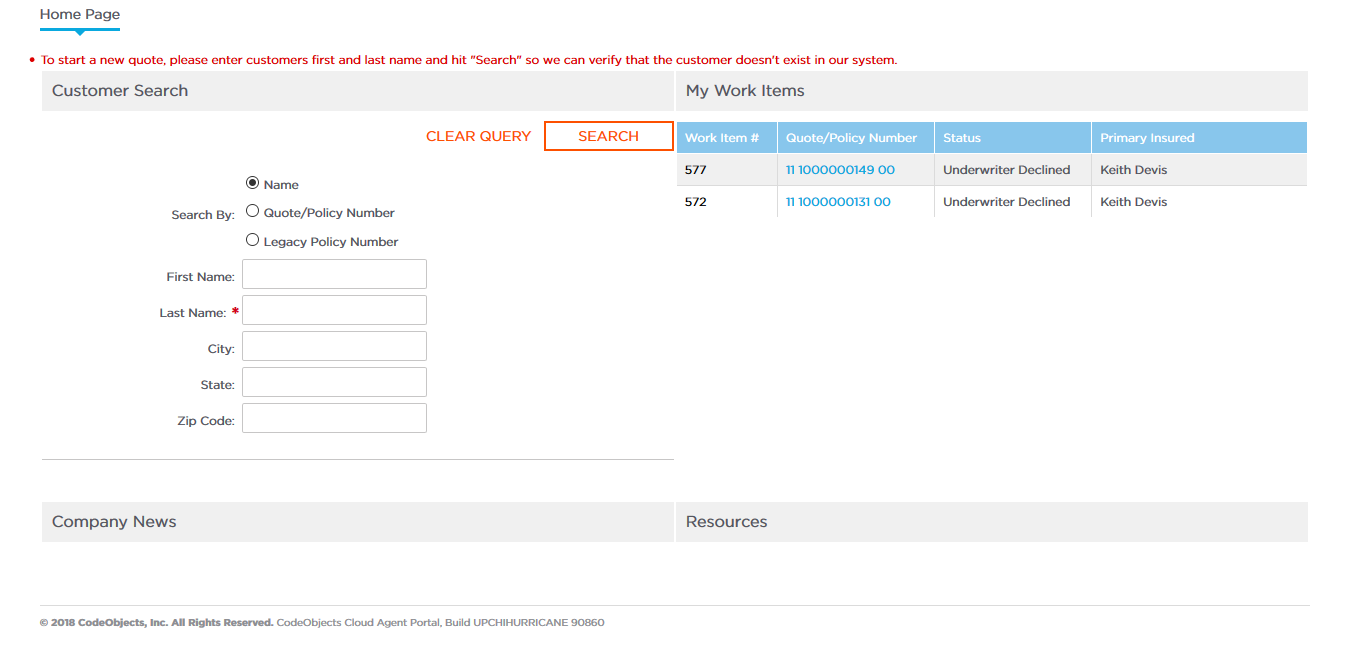 Home Page
• To start a new quote, please enter customers first and last name and hit "Search" so we can verify that the customer doesn't exist in our system.
Customer Search
CLEAR QUERY SEARCH
Search By:
Name
Quote/Policy Number
Legacy Policy Number
First Name:
Last Name: *
City:
State:
Zip Code:
My Work Items
Work Item # Quote/Policy Number Status Primary Insured
577 11 1000000149 00 Underwriter Declined Keith Devis
572 11 1000000131 00 Underwriter Declined Keith Devis
Company News
Resources
© 2018 CodeObjects, Inc. All Rights Reserved. CodeObjects Cloud Agent Portal, Build UPCHIHURRICANE 90860